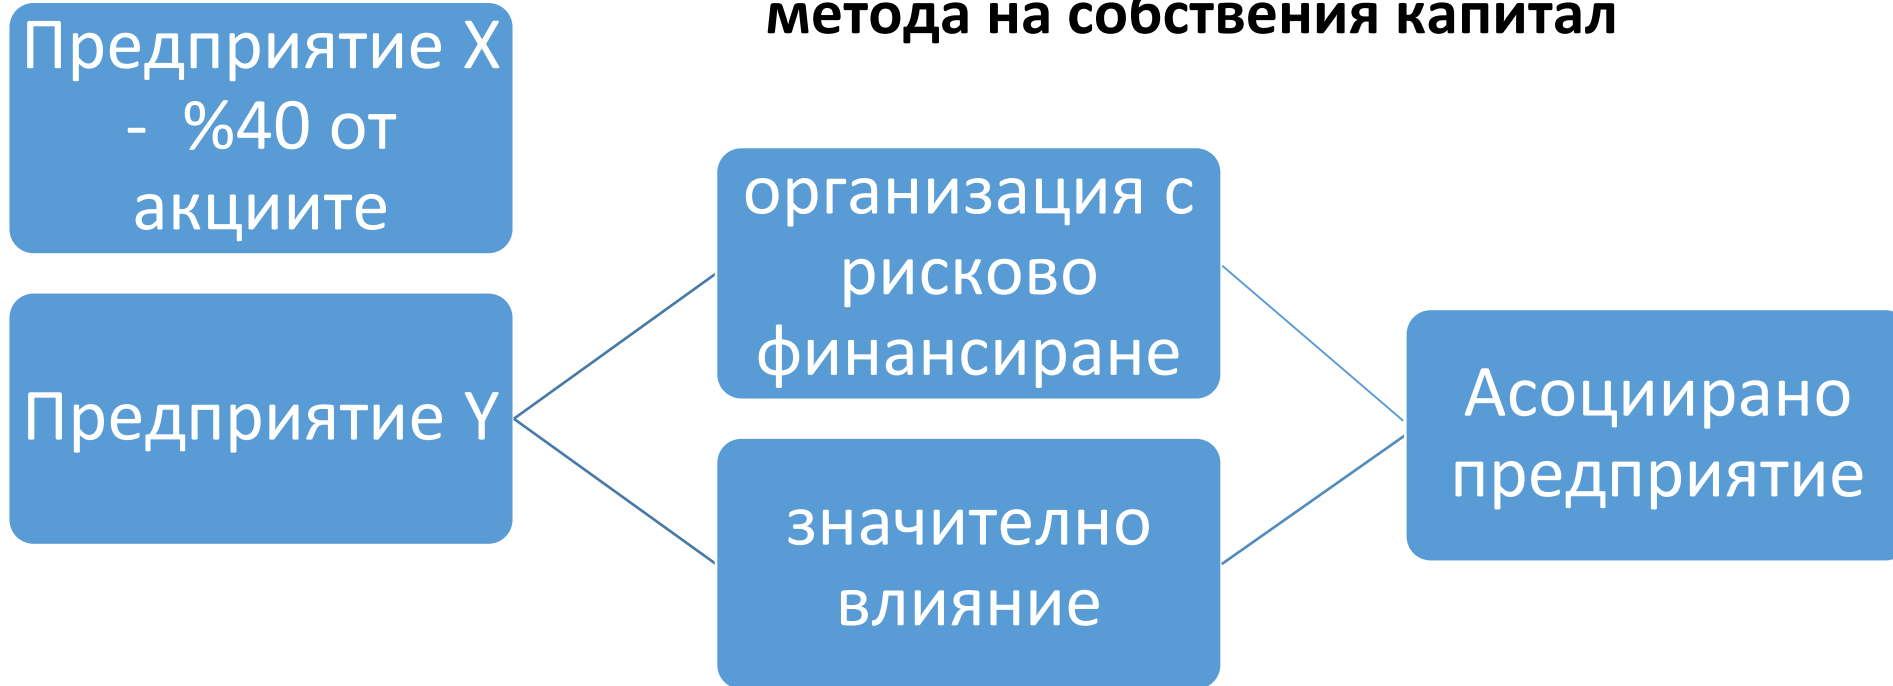 метода на собствения капитал
Предприятие X
- %40 от
акциите
Предприятие Y
организация с
рисково
финансиране
значително
влияние
Асоциирано
предприятие